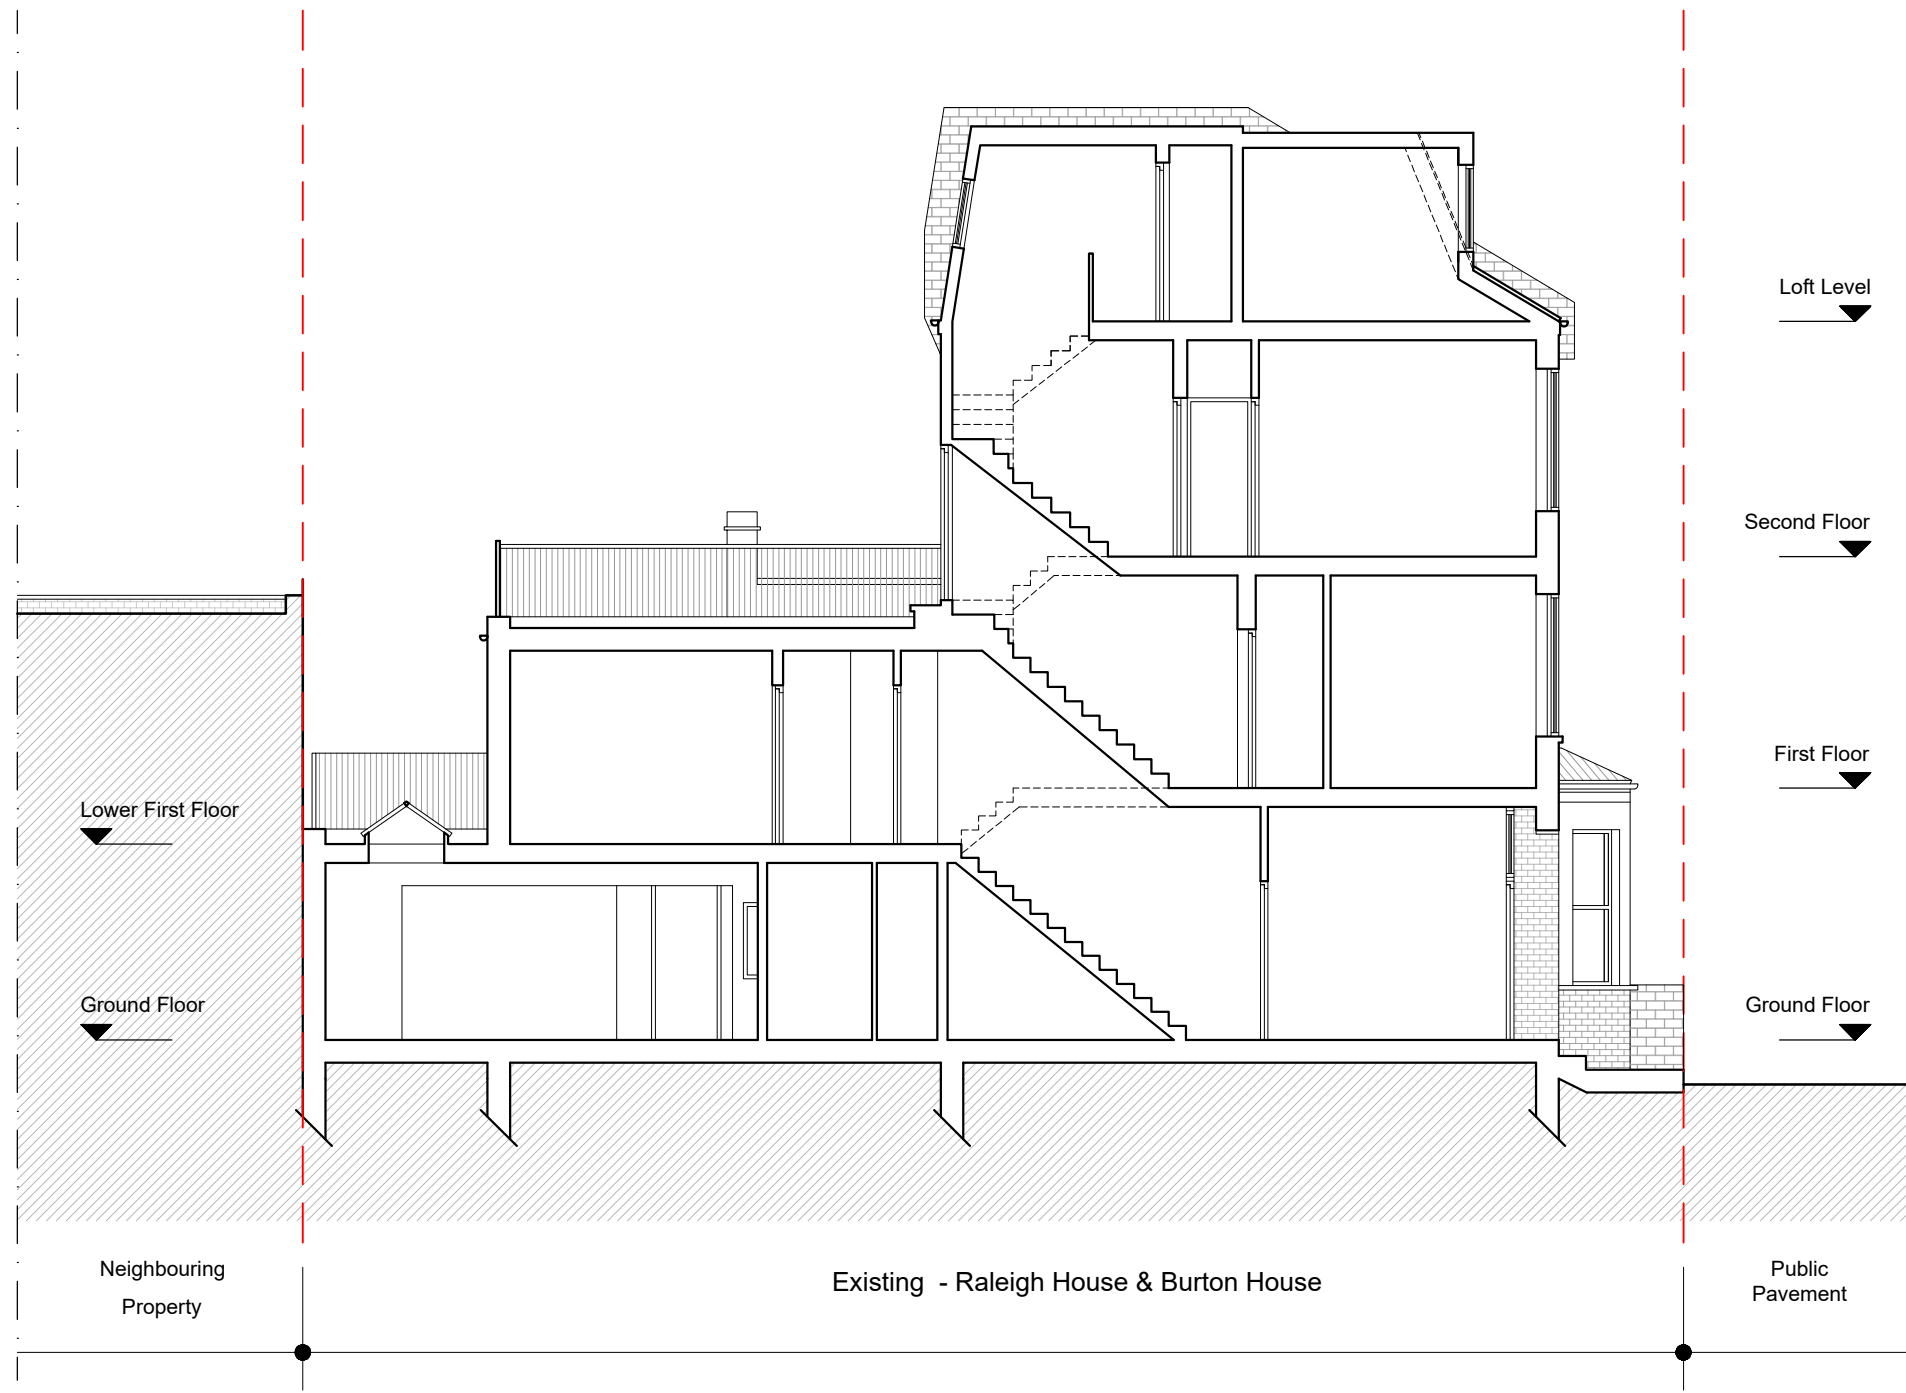 Loft Level
Second Floor
First Floor
Lower First Floor
Ground Floor
Ground Floor
Neighbouring
Property
Existing - Raleigh House & Burton House
Public
Pavement